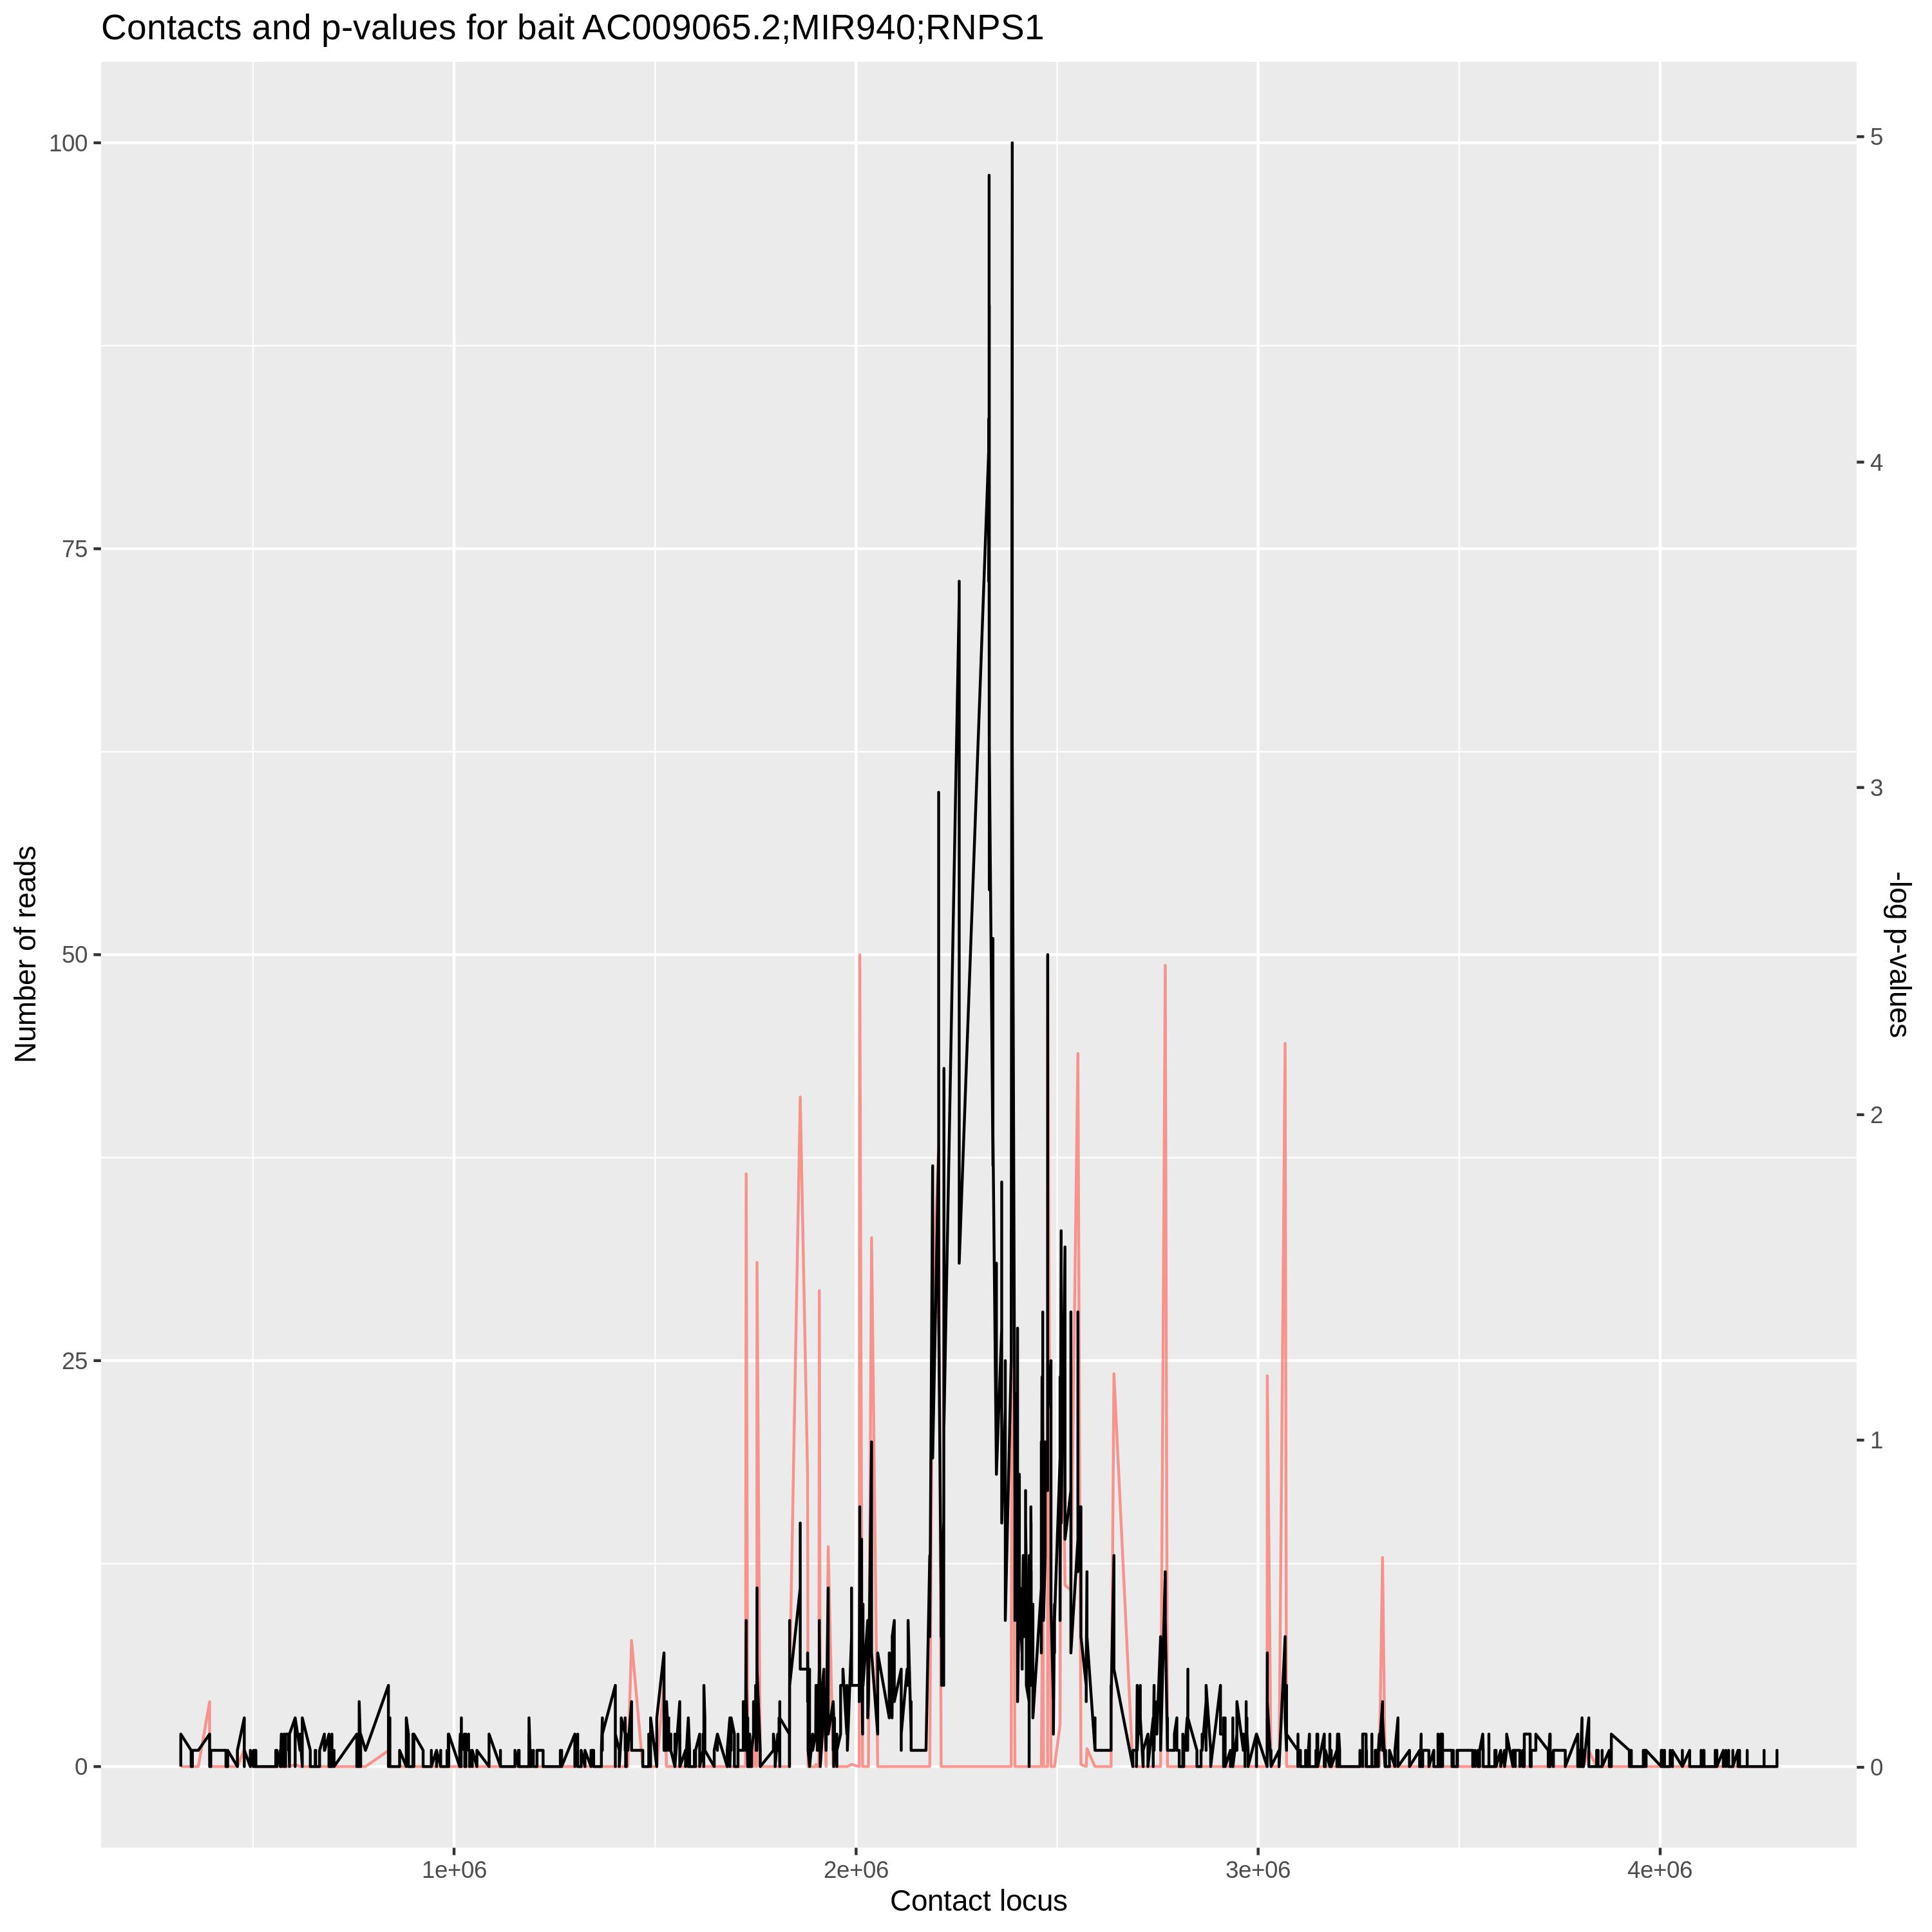 Contacts and p-values for bait AC009065.2;MIR940;RNPS1
100
75
50
25
0
Number of reads
5
4
3
2
1
0
-log p-values
1e+06
2e+06
3e+06
4e+06
Contact locus